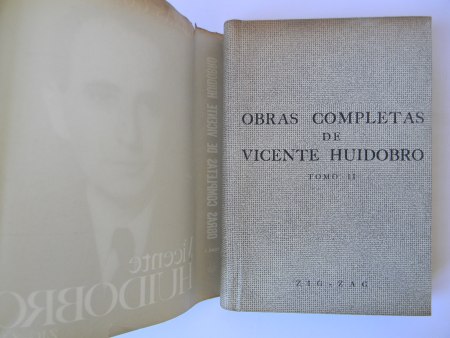 OBRAS COMPLETAS
DE
VICENTE HUIDOBRO
TOMO II
ZIG-ZAG
OBRAS COMPLETAS DE VICENTE HUIDOBRO
Vicente
HUIDOBRO